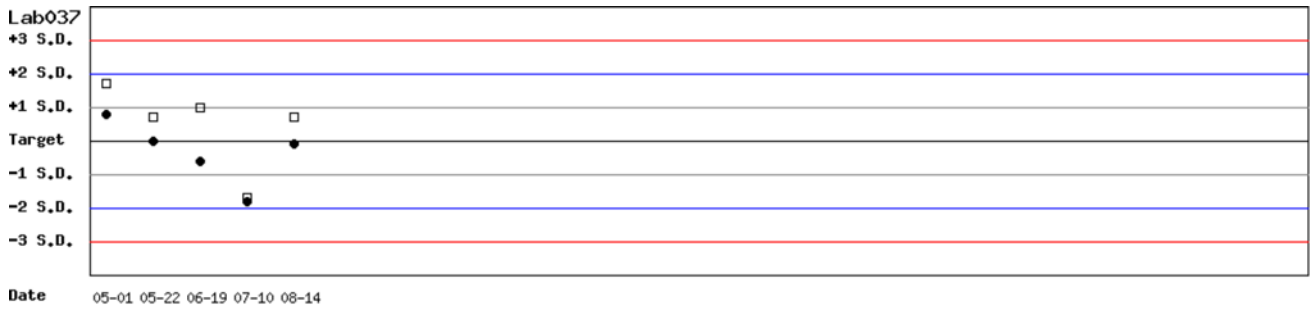 Lab037
+3 S.D.
+2 S.D.
+1 S.D.
Target
-1 S.D.
-2 S.D.
-3 S.D.
Date 05-01 05-22 06-19 07-10 08-14